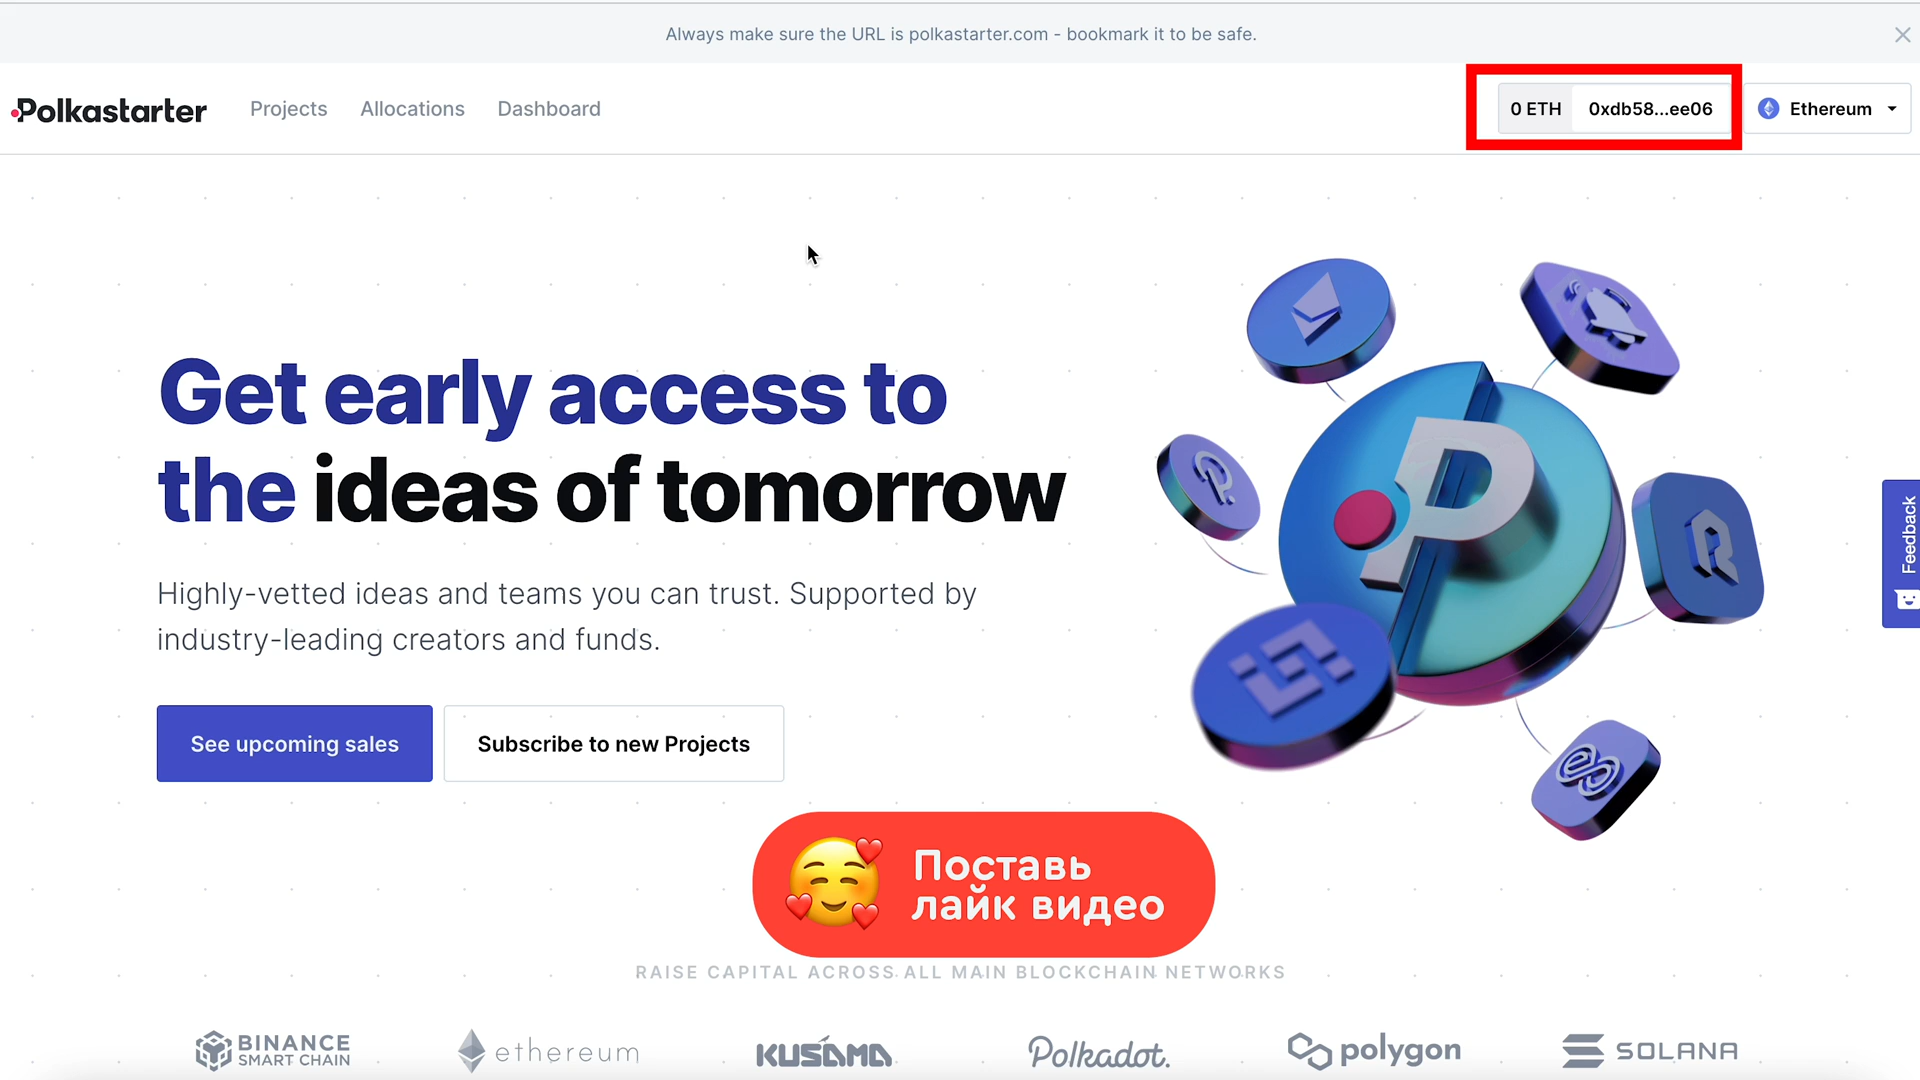 Always make sure the URL is polkastarter.com - bookmark it to be safe.
Polkastarter Projects Allocations Dashboard 0 ETH 0xdb58...ee06 Ethereum
Get early access to
the ideas of tomorrow
Highly-vetted ideas and teams you can trust. Supported by
industry-leading creators and funds.
Feedback
See upcoming sales Subscribe to new Projects
Поставь
лайк видео
RAISE CAPITAL ACROSS ALL MAIN BLOCKCHAIN NETWORKS
BINANCE
SMART CHAIN
ethereum
KUSAMA
Polkadot.
polygon
SOLANA